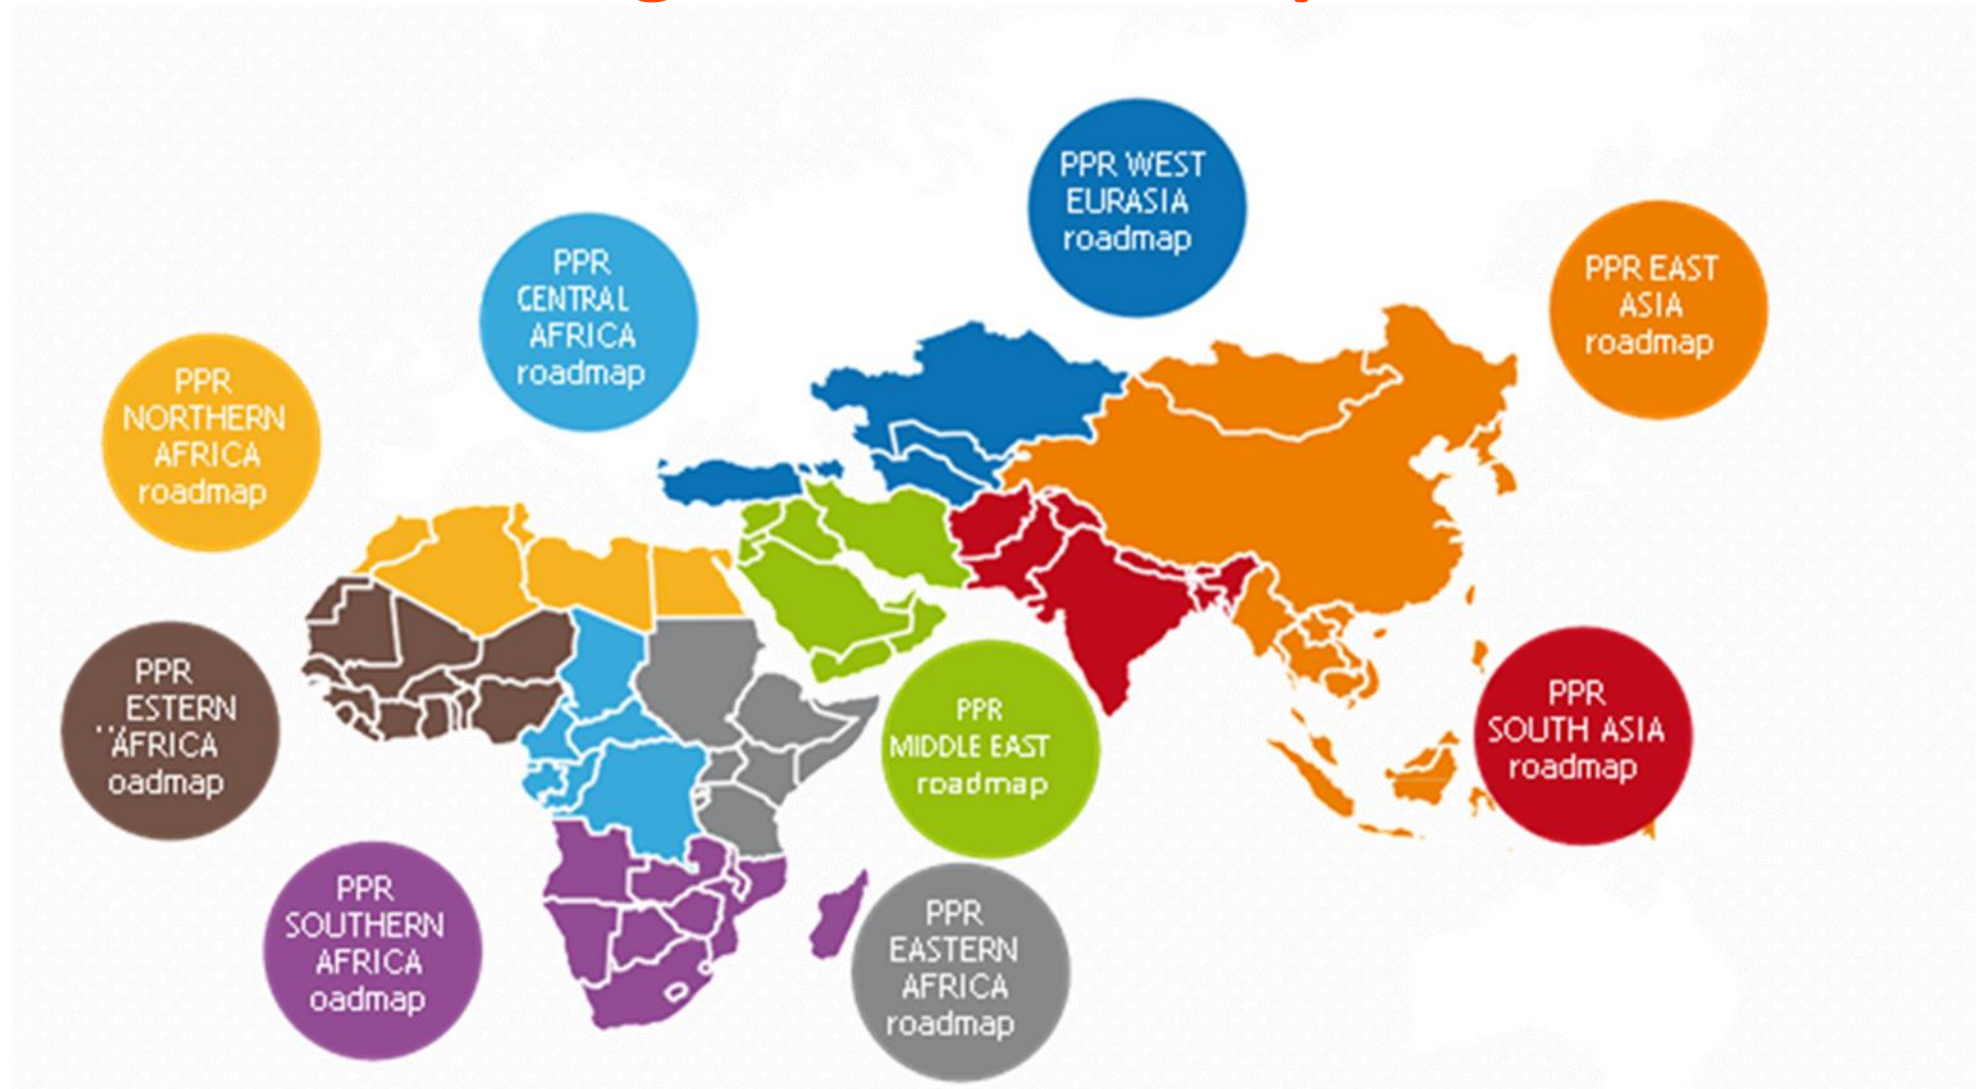 PPR WEST
EURASIA
roadmap
PPR EAST
ASIA
roadmap
PPR
CENTRAL
AFRICA
roadmap
PPR
NORTHERN
AFRICA
roadmap
PPR
ESTERN
AFRICA
oadmap
PPR
MIDDLE EAST
roadmap
PPR
SOUTH ASIA
roadmap
PPR
SOUTHERN
AFRICA
oadmap
PPR
EASTERN
AFRICA
roadmap